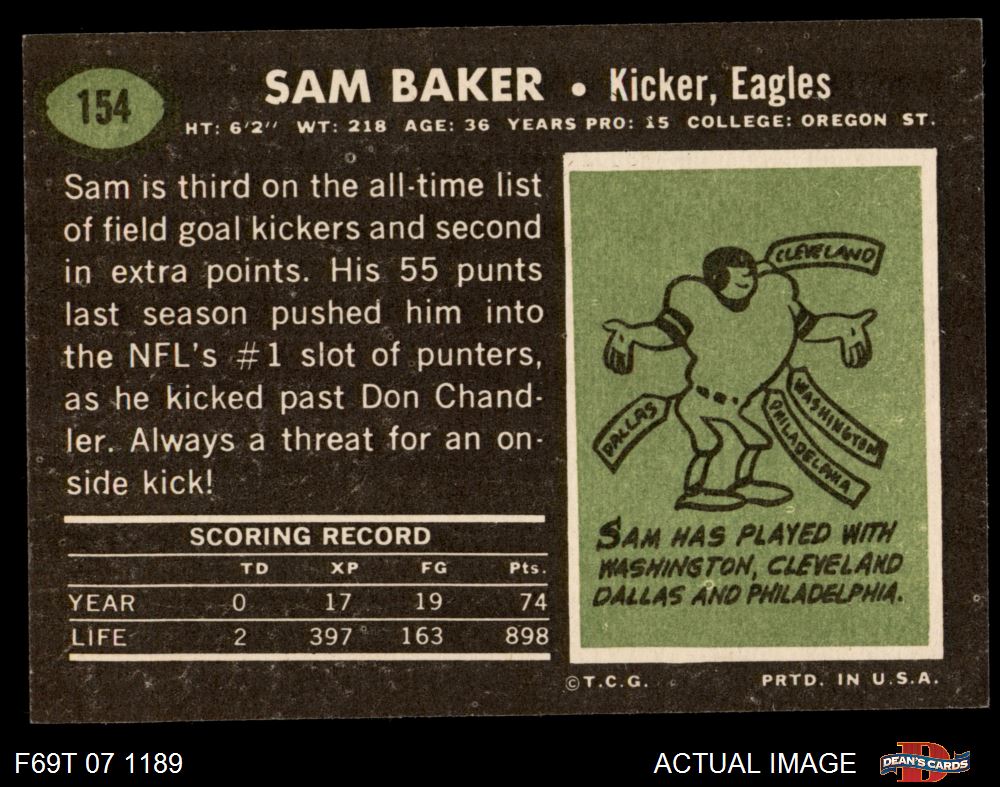 154
SAM BAKER • Kicker, Eagles
HT: 6'2'' WT: 218 AGE: 36 YEARS PRO: 15 COLLEGE: OREGON ST.
Sam is third on the all-time list
of field goal kickers and second
in extra points. His 55 punts
last season pushed him into
the NFL's #1 slot of punters,
as he kicked past Don Chand-
ler. Always a threat for an on-
side kick!
SCORING RECORD
TD XP FG Pts.
YEAR 0 17 19 74
LIFE 2 397 163 898
CLEVELAND
DALLAS
WASHINGTON
PHILADELPHIA
SAM HAS PLAYED WITH
WASHINGTON, CLEVELAND
DALLAS AND PHILADELPHIA.
©T.C.G. PRTD. IN U.S.A.
F69T 07 1189
ACTUAL IMAGE
D
DEAN'S CARDS